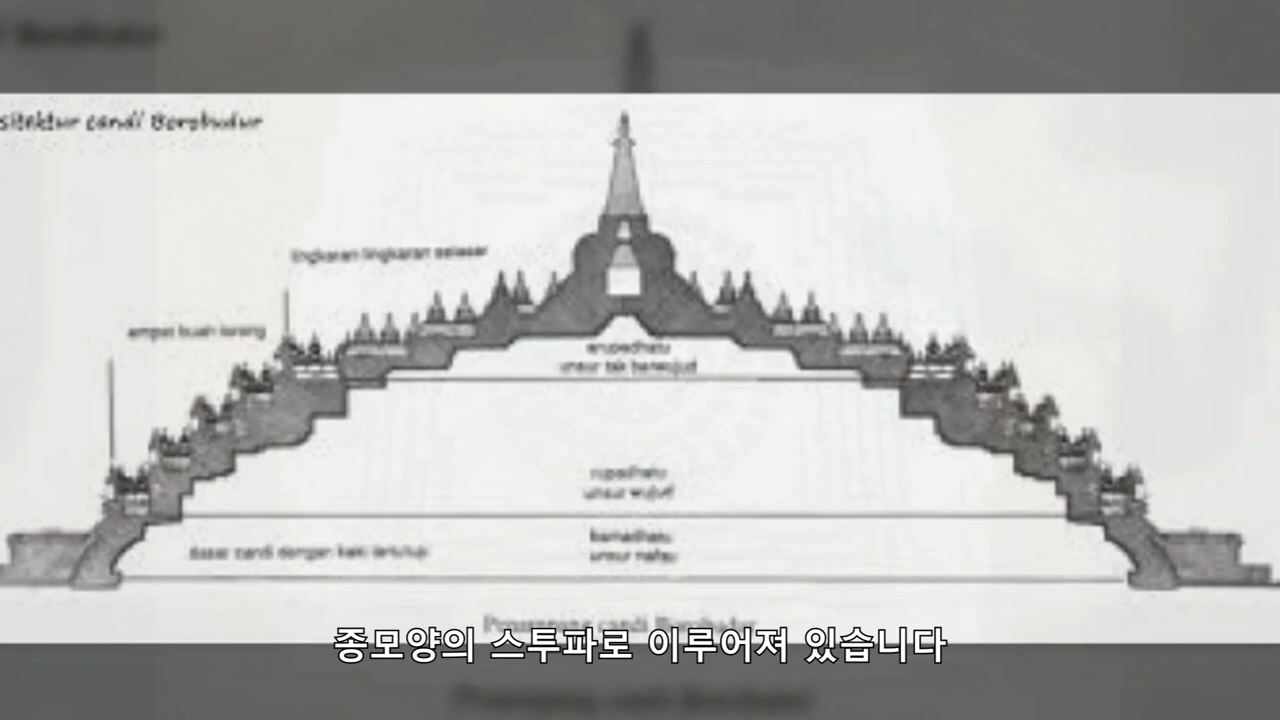 sitektur candi Borobudur
lingkaran lingkaran selasar
empat buah lorong
arupadhatu
unsur tak berwujud
rupadhatu
unsur wujud
kamadhatu
unsur nafsu
dasar candi dengan kaki tertutup
Penampang candi Borobudur
종모양의 스투파로 이루어져 있습니다